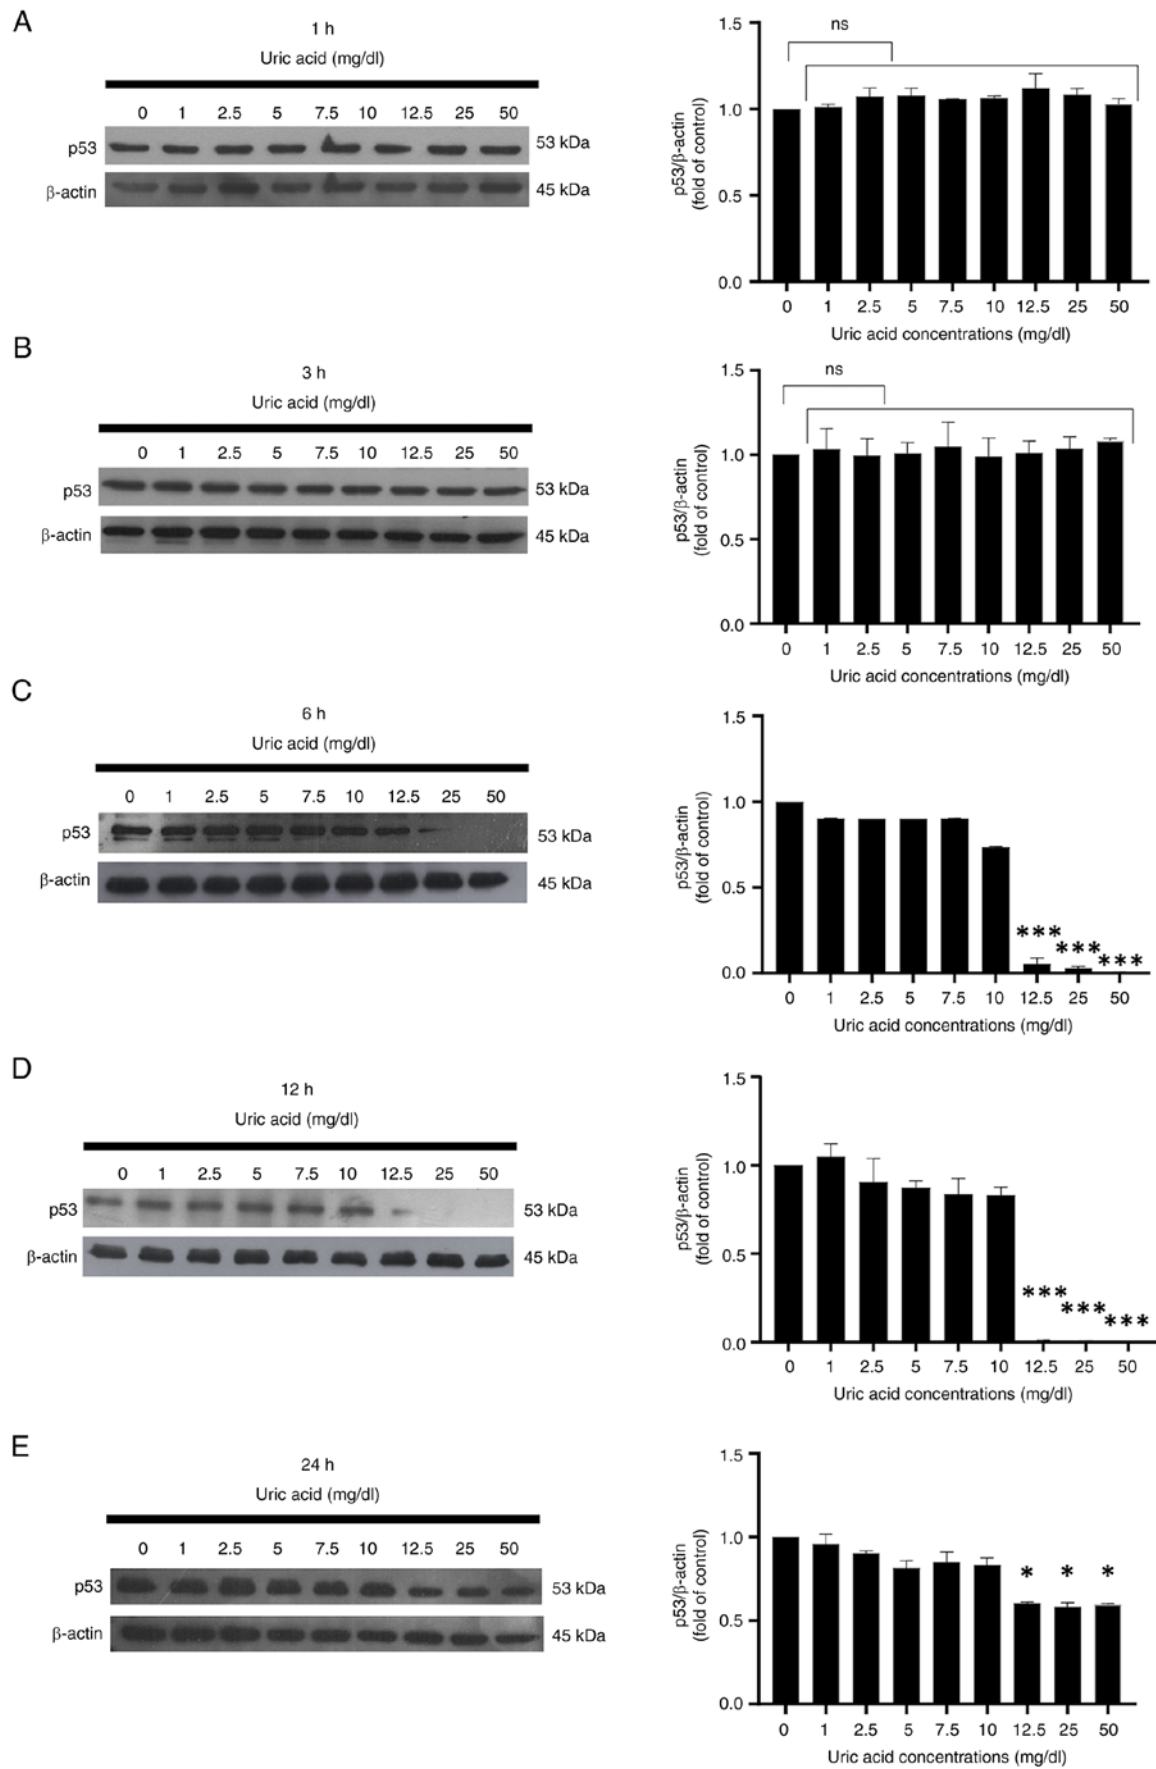 A
1 h
Uric acid (mg/dl)
0 1 2.5 5 7.5 10 12.5 25 50
p53 53 kDa
β-actin 45 kDa
ns
1.5
1.0
0.5
0.0
p53/β-actin
(fold of control)
0 1 2.5 5 7.5 10 12.5 25 50
Uric acid concentrations (mg/dl)
B
3 h
Uric acid (mg/dl)
0 1 2.5 5 7.5 10 12.5 25 50
p53 53 kDa
β-actin 45 kDa
ns
1.5
1.0
0.5
0.0
p53/β-actin
(fold of control)
0 1 2.5 5 7.5 10 12.5 25 50
Uric acid concentrations (mg/dl)
C
6 h
Uric acid (mg/dl)
0 1 2.5 5 7.5 10 12.5 25 50
p53 53 kDa
β-actin 45 kDa
1.5
1.0
0.5
0.0
p53/β-actin
(fold of control)
*** *** ***
0 1 2.5 5 7.5 10 12.5 25 50
Uric acid concentrations (mg/dl)
D
12 h
Uric acid (mg/dl)
0 1 2.5 5 7.5 10 12.5 25 50
p53 53 kDa
β-actin 45 kDa
1.5
1.0
0.5
0.0
p53/β-actin
(fold of control)
*** *** ***
0 1 2.5 5 7.5 10 12.5 25 50
Uric acid concentrations (mg/dl)
E
24 h
Uric acid (mg/dl)
0 1 2.5 5 7.5 10 12.5 25 50
p53 53 kDa
β-actin 45 kDa
1.5
1.0
0.5
0.0
p53/β-actin
(fold of control)
* * *
0 1 2.5 5 7.5 10 12.5 25 50
Uric acid concentrations (mg/dl)